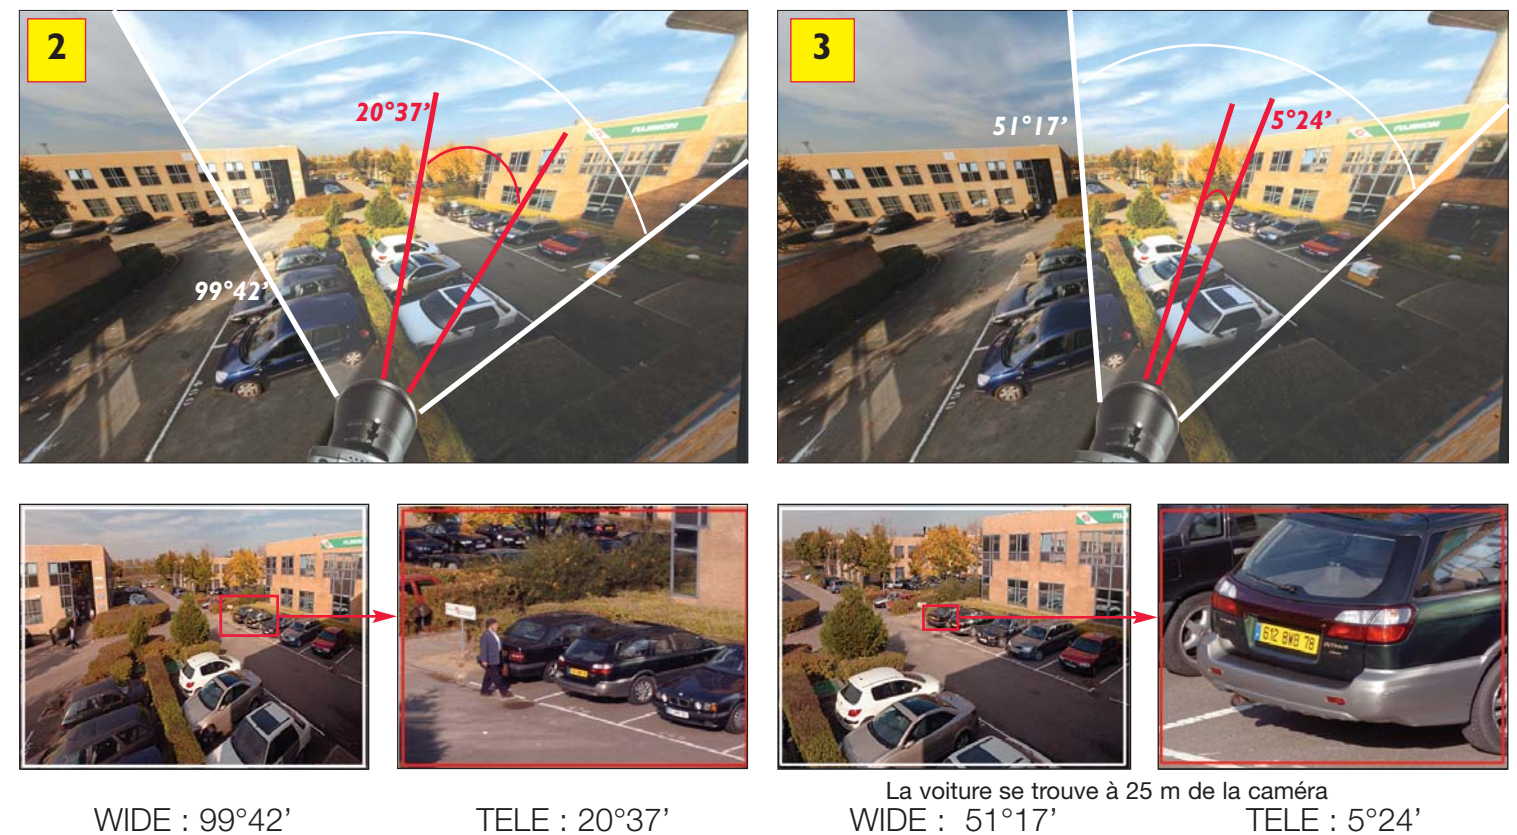 2
20°37’
FUJINON
99°42’
3
51°17’
5°24’
FUJINON
612 BWB 78
La voiture se trouve à 25 m de la caméra
WIDE : 99°42’
TELE : 20°37’
WIDE : 51°17’
TELE : 5°24’